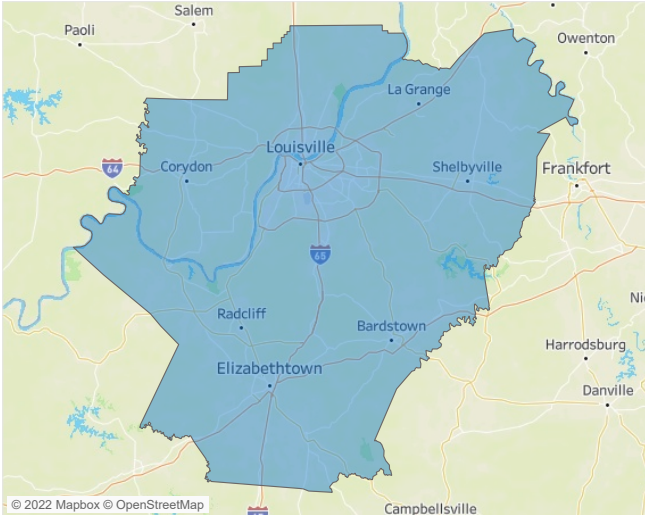 Salem
Paoli
Owenton
La Grange
Louisville
64
Corydon
Shelbyville
Frankfort
65
Radcliff
Bardstown
Harrodsburg
Elizabethtown
Danville
© 2022 Mapbox © OpenStreetMap
Campbellsville